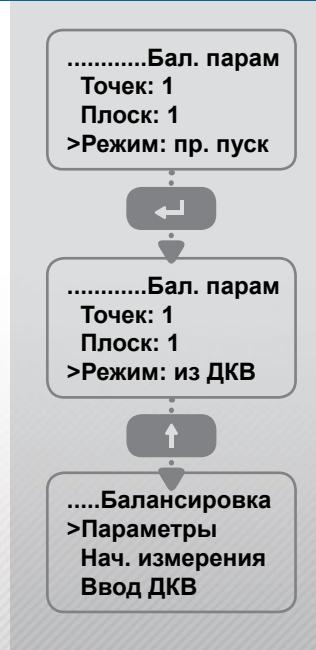 ............Бал. парам
Точек: 1
Плоск: 1
>Режим: пр. пуск
............Бал. парам
Точек: 1
Плоск: 1
>Режим: из ДКВ
.....Балансировка
>Параметры
Нач. измерения
Ввод ДКВ